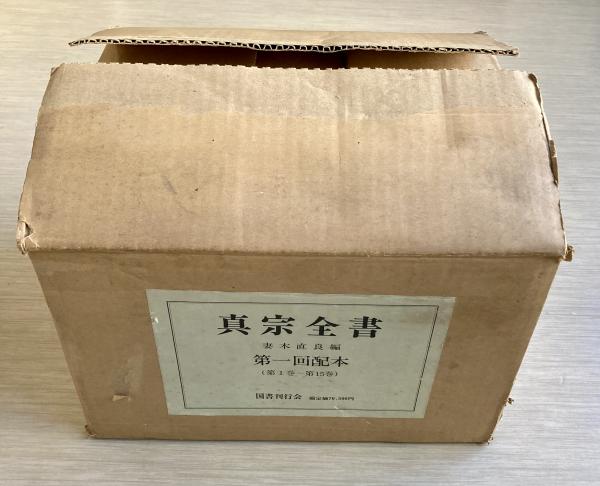 真宗全書
妻木直良編
第一回配本
(第1巻―第15巻)
国書刊行会